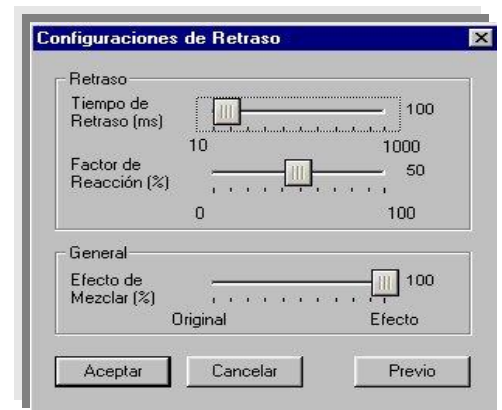 Configuraciones de Retraso
Retraso
Tiempo de
Retraso (ms)
100
10
1000
Factor de
Reacción (%)
50
0
100
General
Efecto de
Mezclar (%)
100
Original
Efecto
Aceptar
Cancelar
Previo